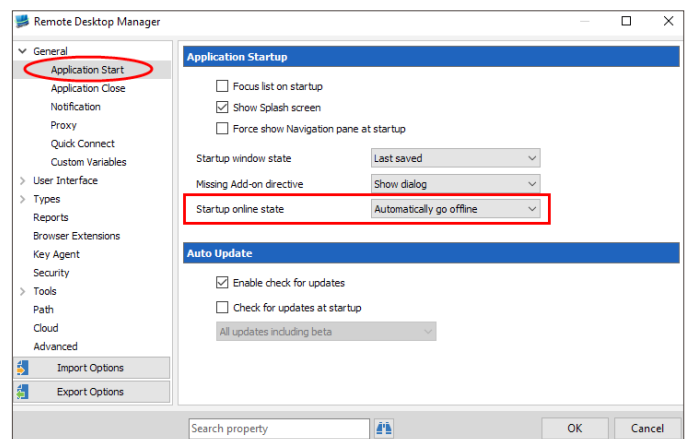 Remote Desktop Manager
General
Application Start
Application Close
Notification
Proxy
Quick Connect
Custom Variables
User Interface
Types
Reports
Browser Extensions
Key Agent
Security
Tools
Path
Cloud
Advanced
Import Options
Export Options
Application Startup
Focus list on startup
Show Splash screen
Force show Navigation pane at startup
Startup window state Last saved
Missing Add-on directive Show dialog
Startup online state Automatically go offline
Auto Update
Enable check for updates
Check for updates at startup
All updates including beta
Search property
OK Cancel